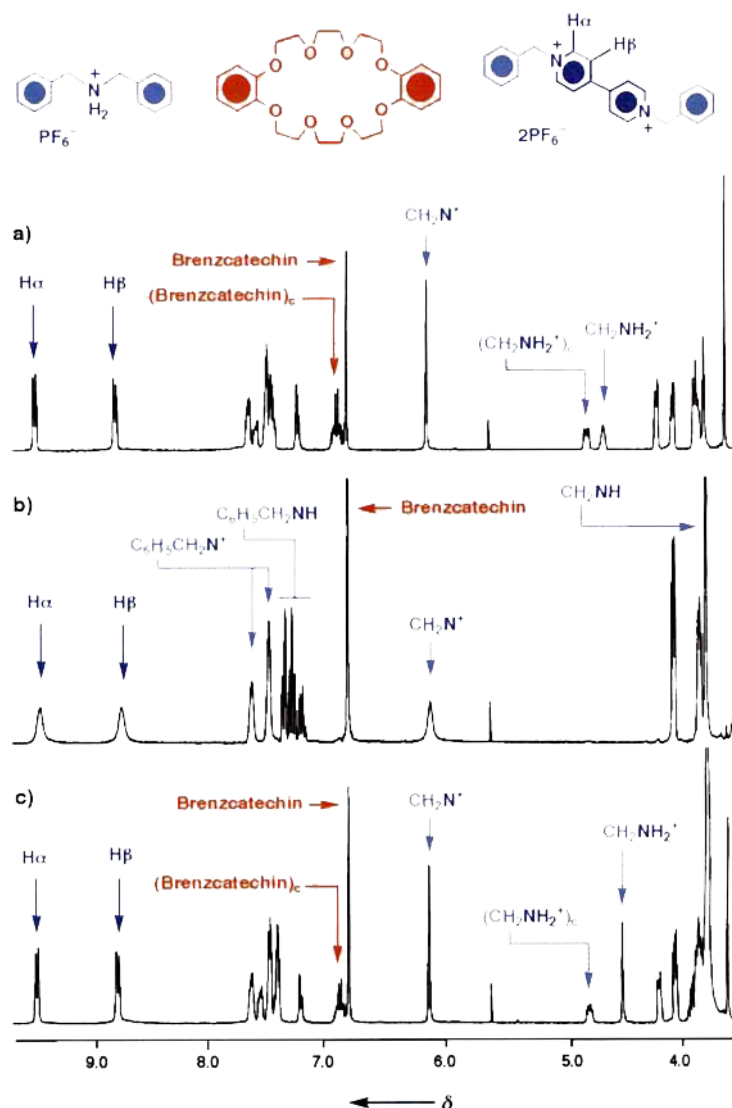 Hα
Hβ
N
+
H₂
PF₆⁻
O O O O
O O O O
N
+
N
+
2PF₆⁻
a)
CH₂N⁺
Brenzcatechin
(Brenzcatechin)c
Hα
Hβ
(CH₂NH₂⁺)c
CH₂NH₂⁺
b)
C₆H₅CH₂NH
C₆H₅CH₂N⁺
Brenzcatechin
CH₂NH
Hα
Hβ
CH₂N⁺
c)
Brenzcatechin
CH₂N⁺
CH₂NH₂⁺
Hα
Hβ
(Brenzcatechin)c
(CH₂NH₂⁺)c
9.0 8.0 7.0 6.0 5.0 4.0
δ